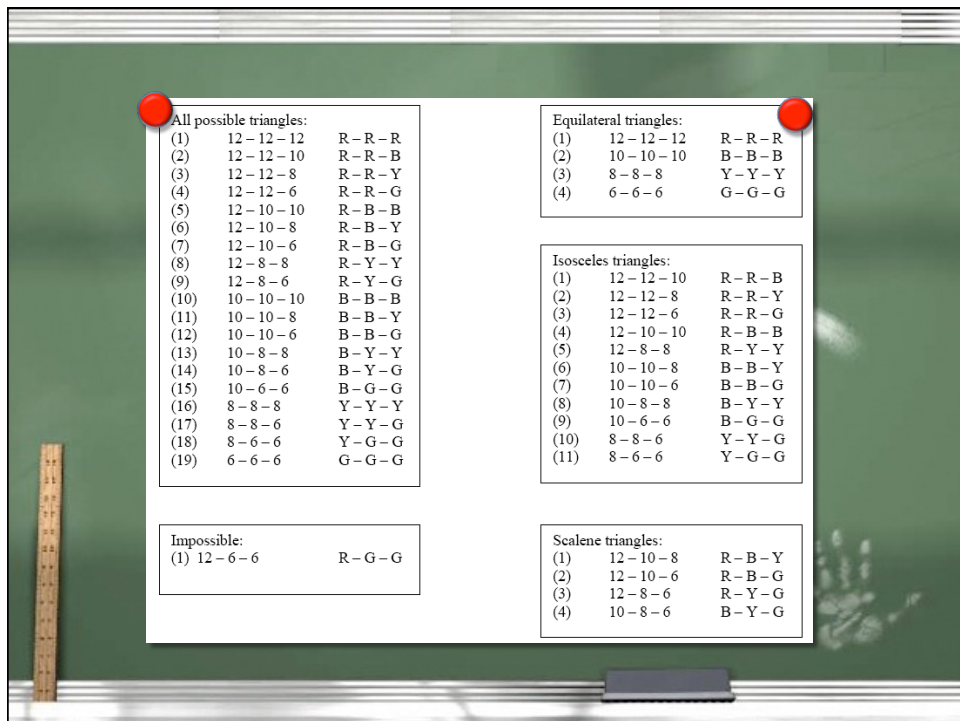 All possible triangles:
(1) 12 – 12 – 12 R – R – R
(2) 12 – 12 – 10 R – R – B
(3) 12 – 12 – 8 R – R – Y
(4) 12 – 12 – 6 R – R – G
(5) 12 – 10 – 10 R – B – B
(6) 12 – 10 – 8 R – B – Y
(7) 12 – 10 – 6 R – B – G
(8) 12 – 8 – 8 R – Y – Y
(9) 12 – 8 – 6 R – Y – G
(10) 10 – 10 – 10 B – B – B
(11) 10 – 10 – 8 B – B – Y
(12) 10 – 10 – 6 B – B – G
(13) 10 – 8 – 8 B – Y – Y
(14) 10 – 8 – 6 B – Y – G
(15) 10 – 6 – 6 B – G – G
(16) 8 – 8 – 8 Y – Y – Y
(17) 8 – 8 – 6 Y – Y – G
(18) 8 – 6 – 6 Y – G – G
(19) 6 – 6 – 6 G – G – G
Impossible:
(1) 12 – 6 – 6 R – G – G
Equilateral triangles:
(1) 12 – 12 – 12 R – R – R
(2) 10 – 10 – 10 B – B – B
(3) 8 – 8 – 8 Y – Y – Y
(4) 6 – 6 – 6 G – G – G
Isosceles triangles:
(1) 12 – 12 – 10 R – R – B
(2) 12 – 12 – 8 R – R – Y
(3) 12 – 12 – 6 R – R – G
(4) 12 – 10 – 10 R – B – B
(5) 12 – 8 – 8 R – Y – Y
(6) 10 – 10 – 8 B – B – Y
(7) 10 – 10 – 6 B – B – G
(8) 10 – 8 – 8 B – Y – Y
(9) 10 – 6 – 6 B – G – G
(10) 8 – 8 – 6 Y – Y – G
(11) 8 – 6 – 6 Y – G – G
Scalene triangles:
(1) 12 – 10 – 8 R – B – Y
(2) 12 – 10 – 6 R – B – G
(3) 12 – 8 – 6 R – Y – G
(4) 10 – 8 – 6 B – Y – G